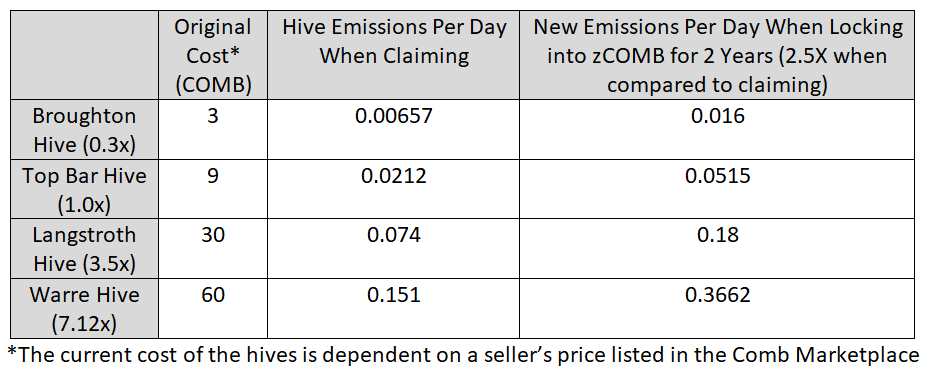 Original Cost* (COMB)
Hive Emissions Per Day When Claiming
New Emissions Per Day When Locking into zCOMB for 2 Years (2.5X when compared to claiming)
Broughton Hive (0.3x)
3
0.00657
0.016
Top Bar Hive (1.0x)
9
0.0212
0.0515
Langstroth Hive (3.5x)
30
0.074
0.18
Warre Hive (7.12x)
60
0.151
0.3662
*The current cost of the hives is dependent on a seller's price listed in the Comb Marketplace